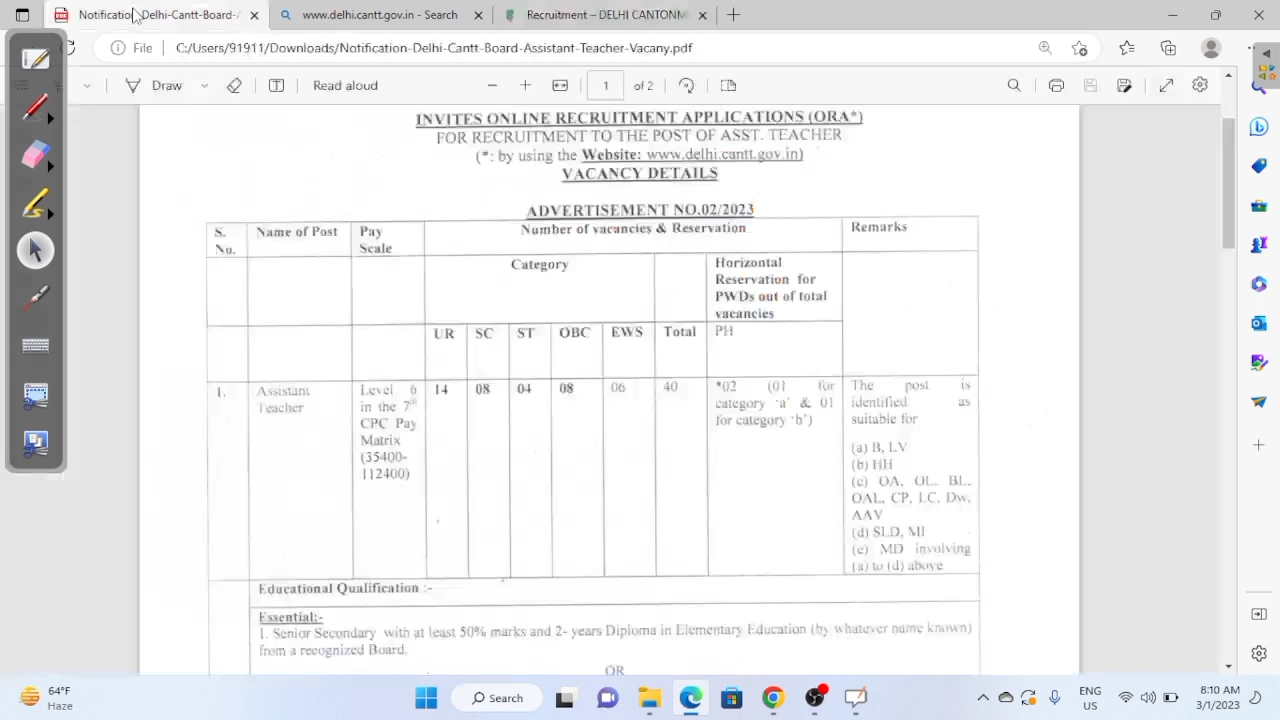 Notification-Delhi-Cantt-Board-
www.delhi.cantt.gov.in - Search
Recruitment – DELHI CANTONM
File
C:/Users/91911/Downloads/Notification-Delhi-Cantt-Board-Assistant-Teacher-Vacany.pdf
Draw
Read aloud
1
of 2
INVITES ONLINE RECRUITMENT APPLICATIONS (ORA*)
FOR RECRUITMENT TO THE POST OF ASST. TEACHER
(*: by using the Website: www.delhi.cantt.gov.in)
VACANCY DETAILS
ADVERTISEMENT NO.02/2023
S. No.
Name of Post
Pay Scale
Number of vacancies & Reservation
Remarks
Category
Horizontal
Reservation for
PWDs out of total
vacancies
UR SC ST OBC EWS Total PH
1.
Assistant
Teacher
Level 6
in the 7th
CPC Pay
Matrix
(35400-
112400)
14 08 04 08 06 40
*02 (01 for
category 'a' & 01
for category 'b')
The post is
identified as
suitable for
(a) B, LV
(b) HH
(c) OA, OL, BL,
OAL, CP, LC, Dw,
AAV
(d) SLD, MI
(e) MD involving
(a) to (d) above
Educational Qualification :-
Essential:-
1. Senior Secondary with at least 50% marks and 2- years Diploma in Elementary Education (by whatever name known)
from a recognized Board.
OR
64°F
Haze
Search
ENG
US
8:10 AM
3/1/2023